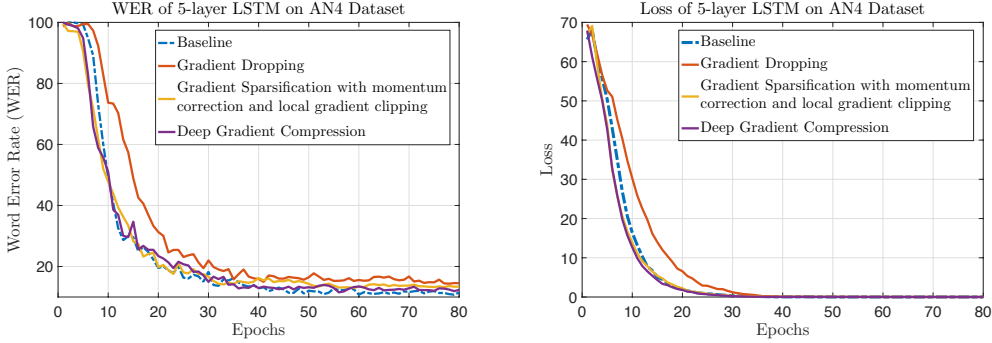 WER of 5-layer LSTM on AN4 Dataset
Word Error Rate (WER)
100
80
60
40
20
Baseline
Gradient Dropping
Gradient Sparsification with momentum
correction and local gradient clipping
Deep Gradient Compression
0 10 20 30 40 50 60 70 80
Epochs
Loss of 5-layer LSTM on AN4 Dataset
Loss
70
60
50
40
30
20
10
0
Baseline
Gradient Dropping
Gradient Sparsification with momentum
correction and local gradient clipping
Deep Gradient Compression
0 10 20 30 40 50 60 70 80
Epochs